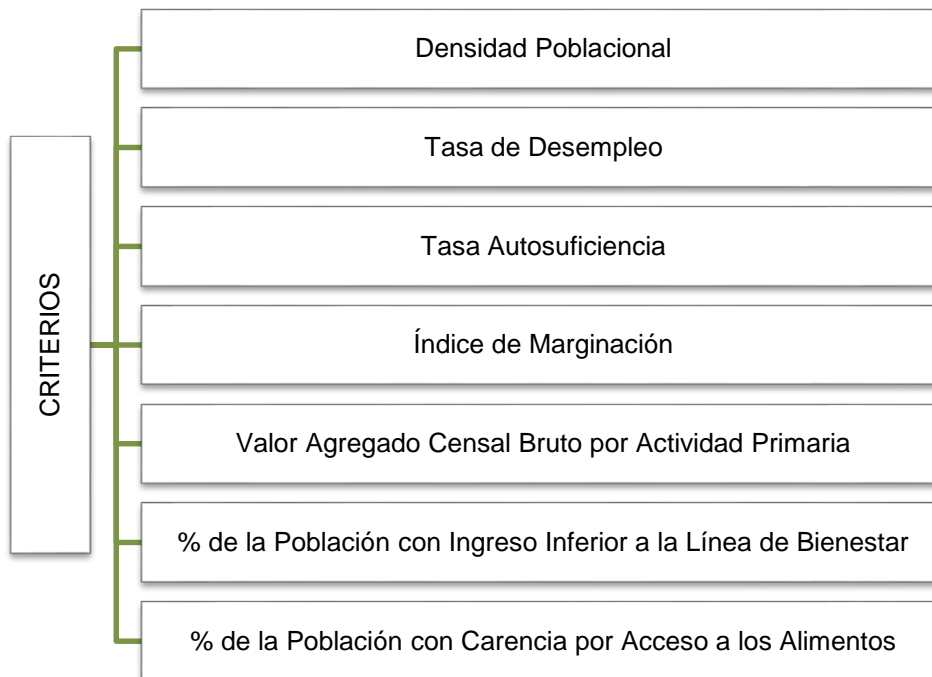 CRITERIOS
Densidad Poblacional
Tasa de Desempleo
Tasa Autosuficiencia
Índice de Marginación
Valor Agregado Censal Bruto por Actividad Primaria
% de la Población con Ingreso Inferior a la Línea de Bienestar
% de la Población con Carencia por Acceso a los Alimentos